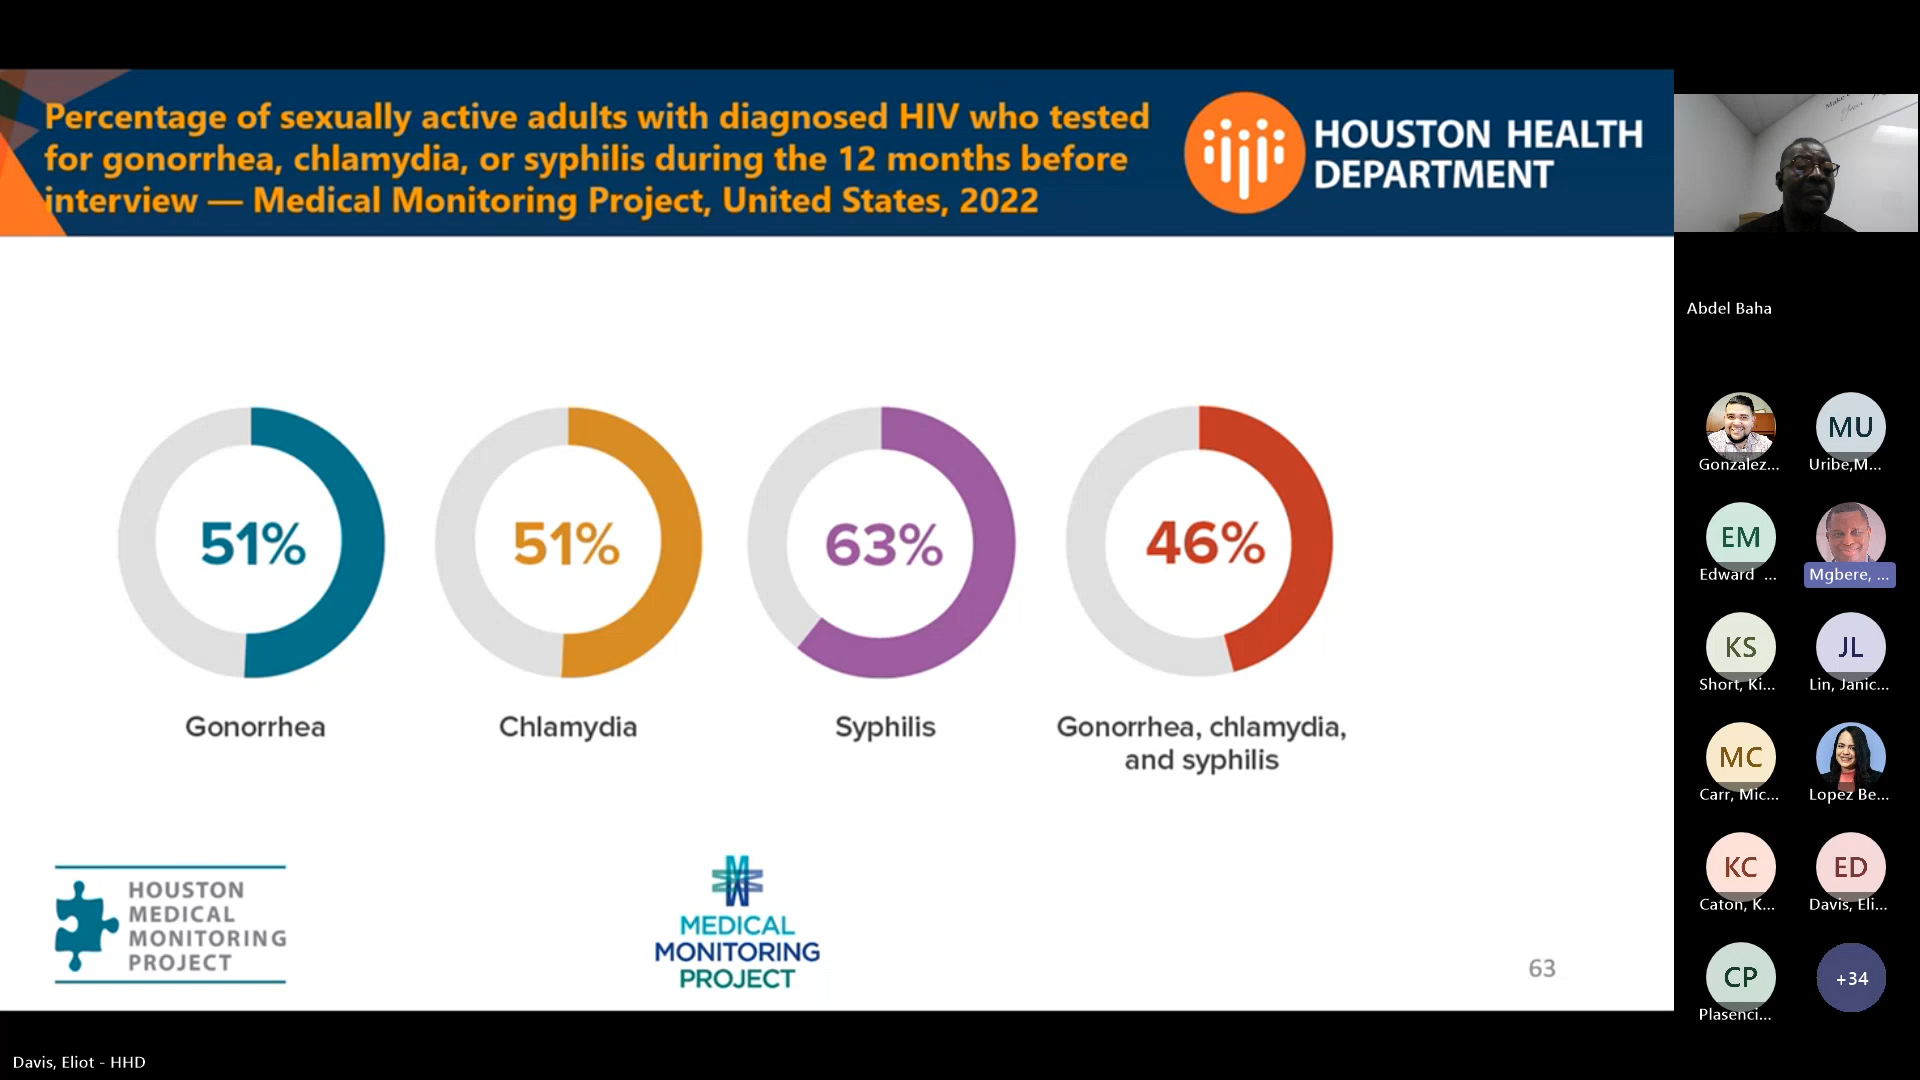 Percentage of sexually active adults with diagnosed HIV who tested
for gonorrhea, chlamydia, or syphilis during the 12 months before
interview — Medical Monitoring Project, United States, 2022
HOUSTON HEALTH
DEPARTMENT
51%
51%
63%
46%
Gonorrhea
Chlamydia
Syphilis
Gonorrhea, chlamydia,
and syphilis
HOUSTON
MEDICAL
MONITORING
PROJECT
MEDICAL
MONITORING
PROJECT
63
Davis, Eliot - HHD
Abdel Baha
Gonzalez...
MU
Uribe,M...
EM
Edward ...
Mgbere, ...
KS
Short, Ki...
JL
Lin, Janic...
MC
Carr, Mic...
Lopez Be...
KC
Caton, K...
ED
Davis, Eli...
CP
Plasenci...
+34